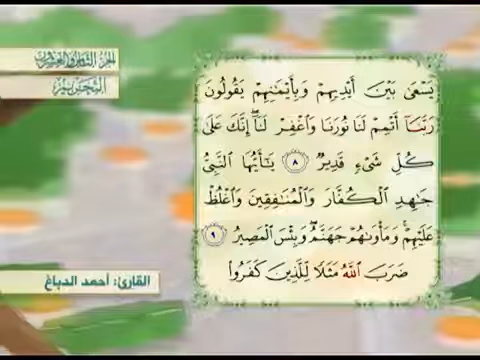 الجزء الثامن والعشرون
التحريم
يَسْعَىٰ بَيْنَ أَيْدِيهِمْ وَبِأَيْمَٰنِهِمْ يَقُولُونَ
رَبَّنَآ أَتْمِمْ لَنَا نُورَنَا وَٱغْفِرْ لَنَآ ۖ إِنَّكَ عَلَىٰ
كُلِّ شَىْءٍ قَدِيرٌ ٨ يَٰٓأَيُّهَا ٱلنَّبِىُّ
جَٰهِدِ ٱلْكُفَّارَ وَٱلْمُنَٰفِقِينَ وَٱغْلُظْ
عَلَيْهِمْ ۚ وَمَأْوَىٰهُمْ جَهَنَّمُ ۖ وَبِئْسَ ٱلْمَصِيرُ ٩
ضَرَبَ ٱللَّهُ مَثَلًا لِّلَّذِينَ كَفَرُوا۟
القارئ: أحمد الدباغ